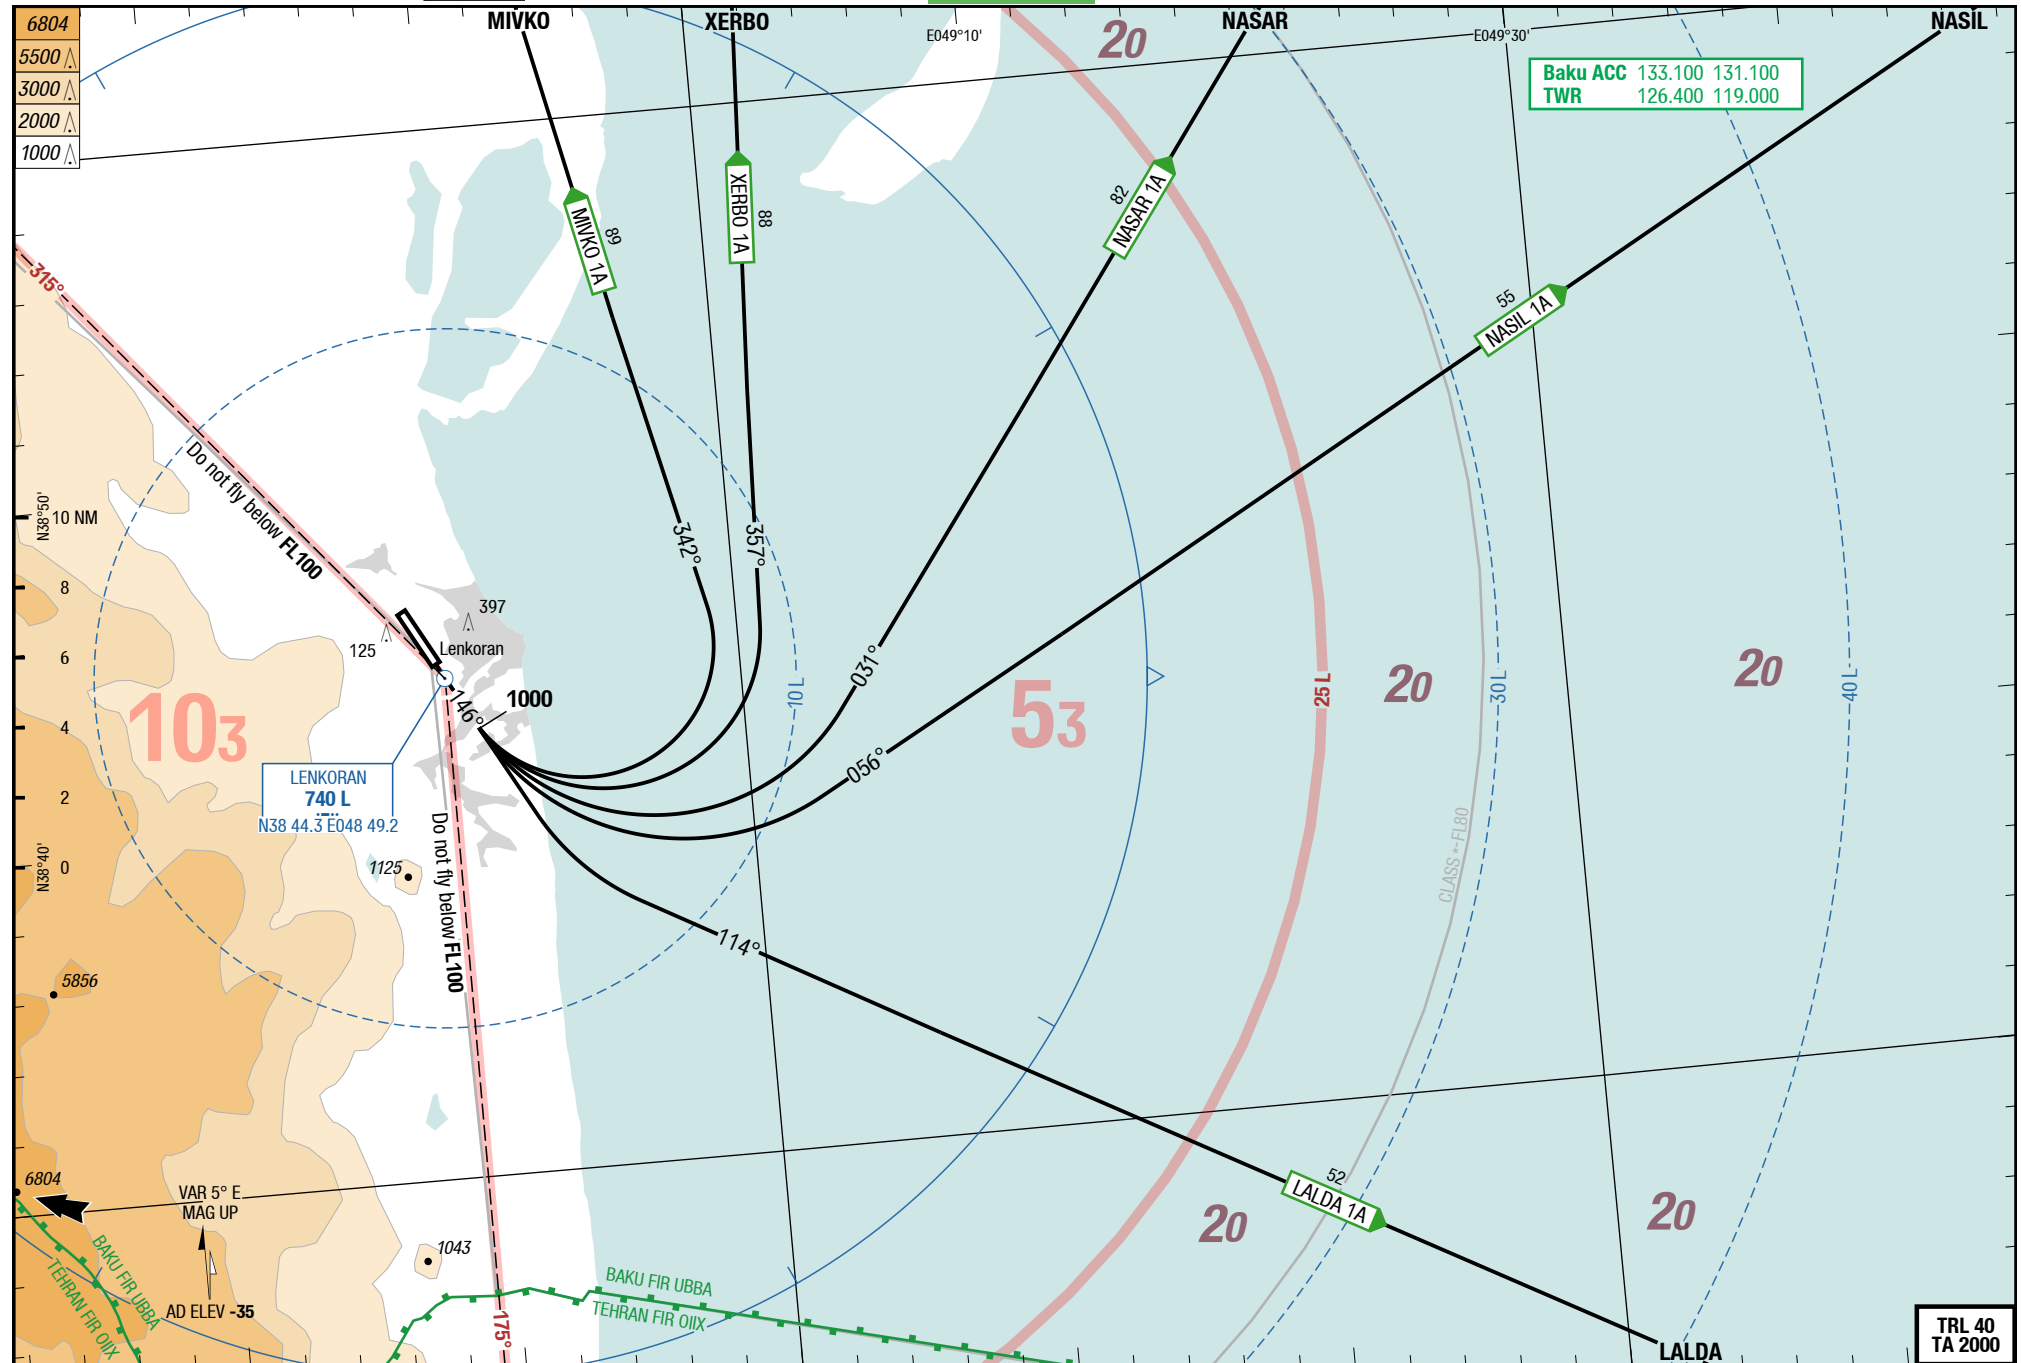 MIVKO
XERBO
NASAR
NASIL
6804
5500
3000
2000
1000
E049°10'
E049°30'
20
Baku ACC 133.100 131.100
TWR 126.400 119.000
MIVKO 1A
89
XERBO 1A
88
NASAR 1A
82
NASIL 1A
55
315°
Do not fly below FL100
N38°50'
10 NM
8
6
4
2
0
N38°40'
342°
357°
031°
056°
146°
114°
397
125
Lenkoran
1000
103
53
10 L
25 L
20
30 L
20
40 L
LENKORAN
740 L
N38 44.3 E048 49.2
Do not fly below FL100
1125
CLASS *-FL80
5856
6804
VAR 5° E
MAG UP
AD ELEV -35
1043
BAKU FIR UBBA
TEHRAN FIR OIIX
BAKU FIR UBBA
TEHRAN FIR OIIX
175°
52
LALDA 1A
20
20
LALDA
TRL 40
TA 2000